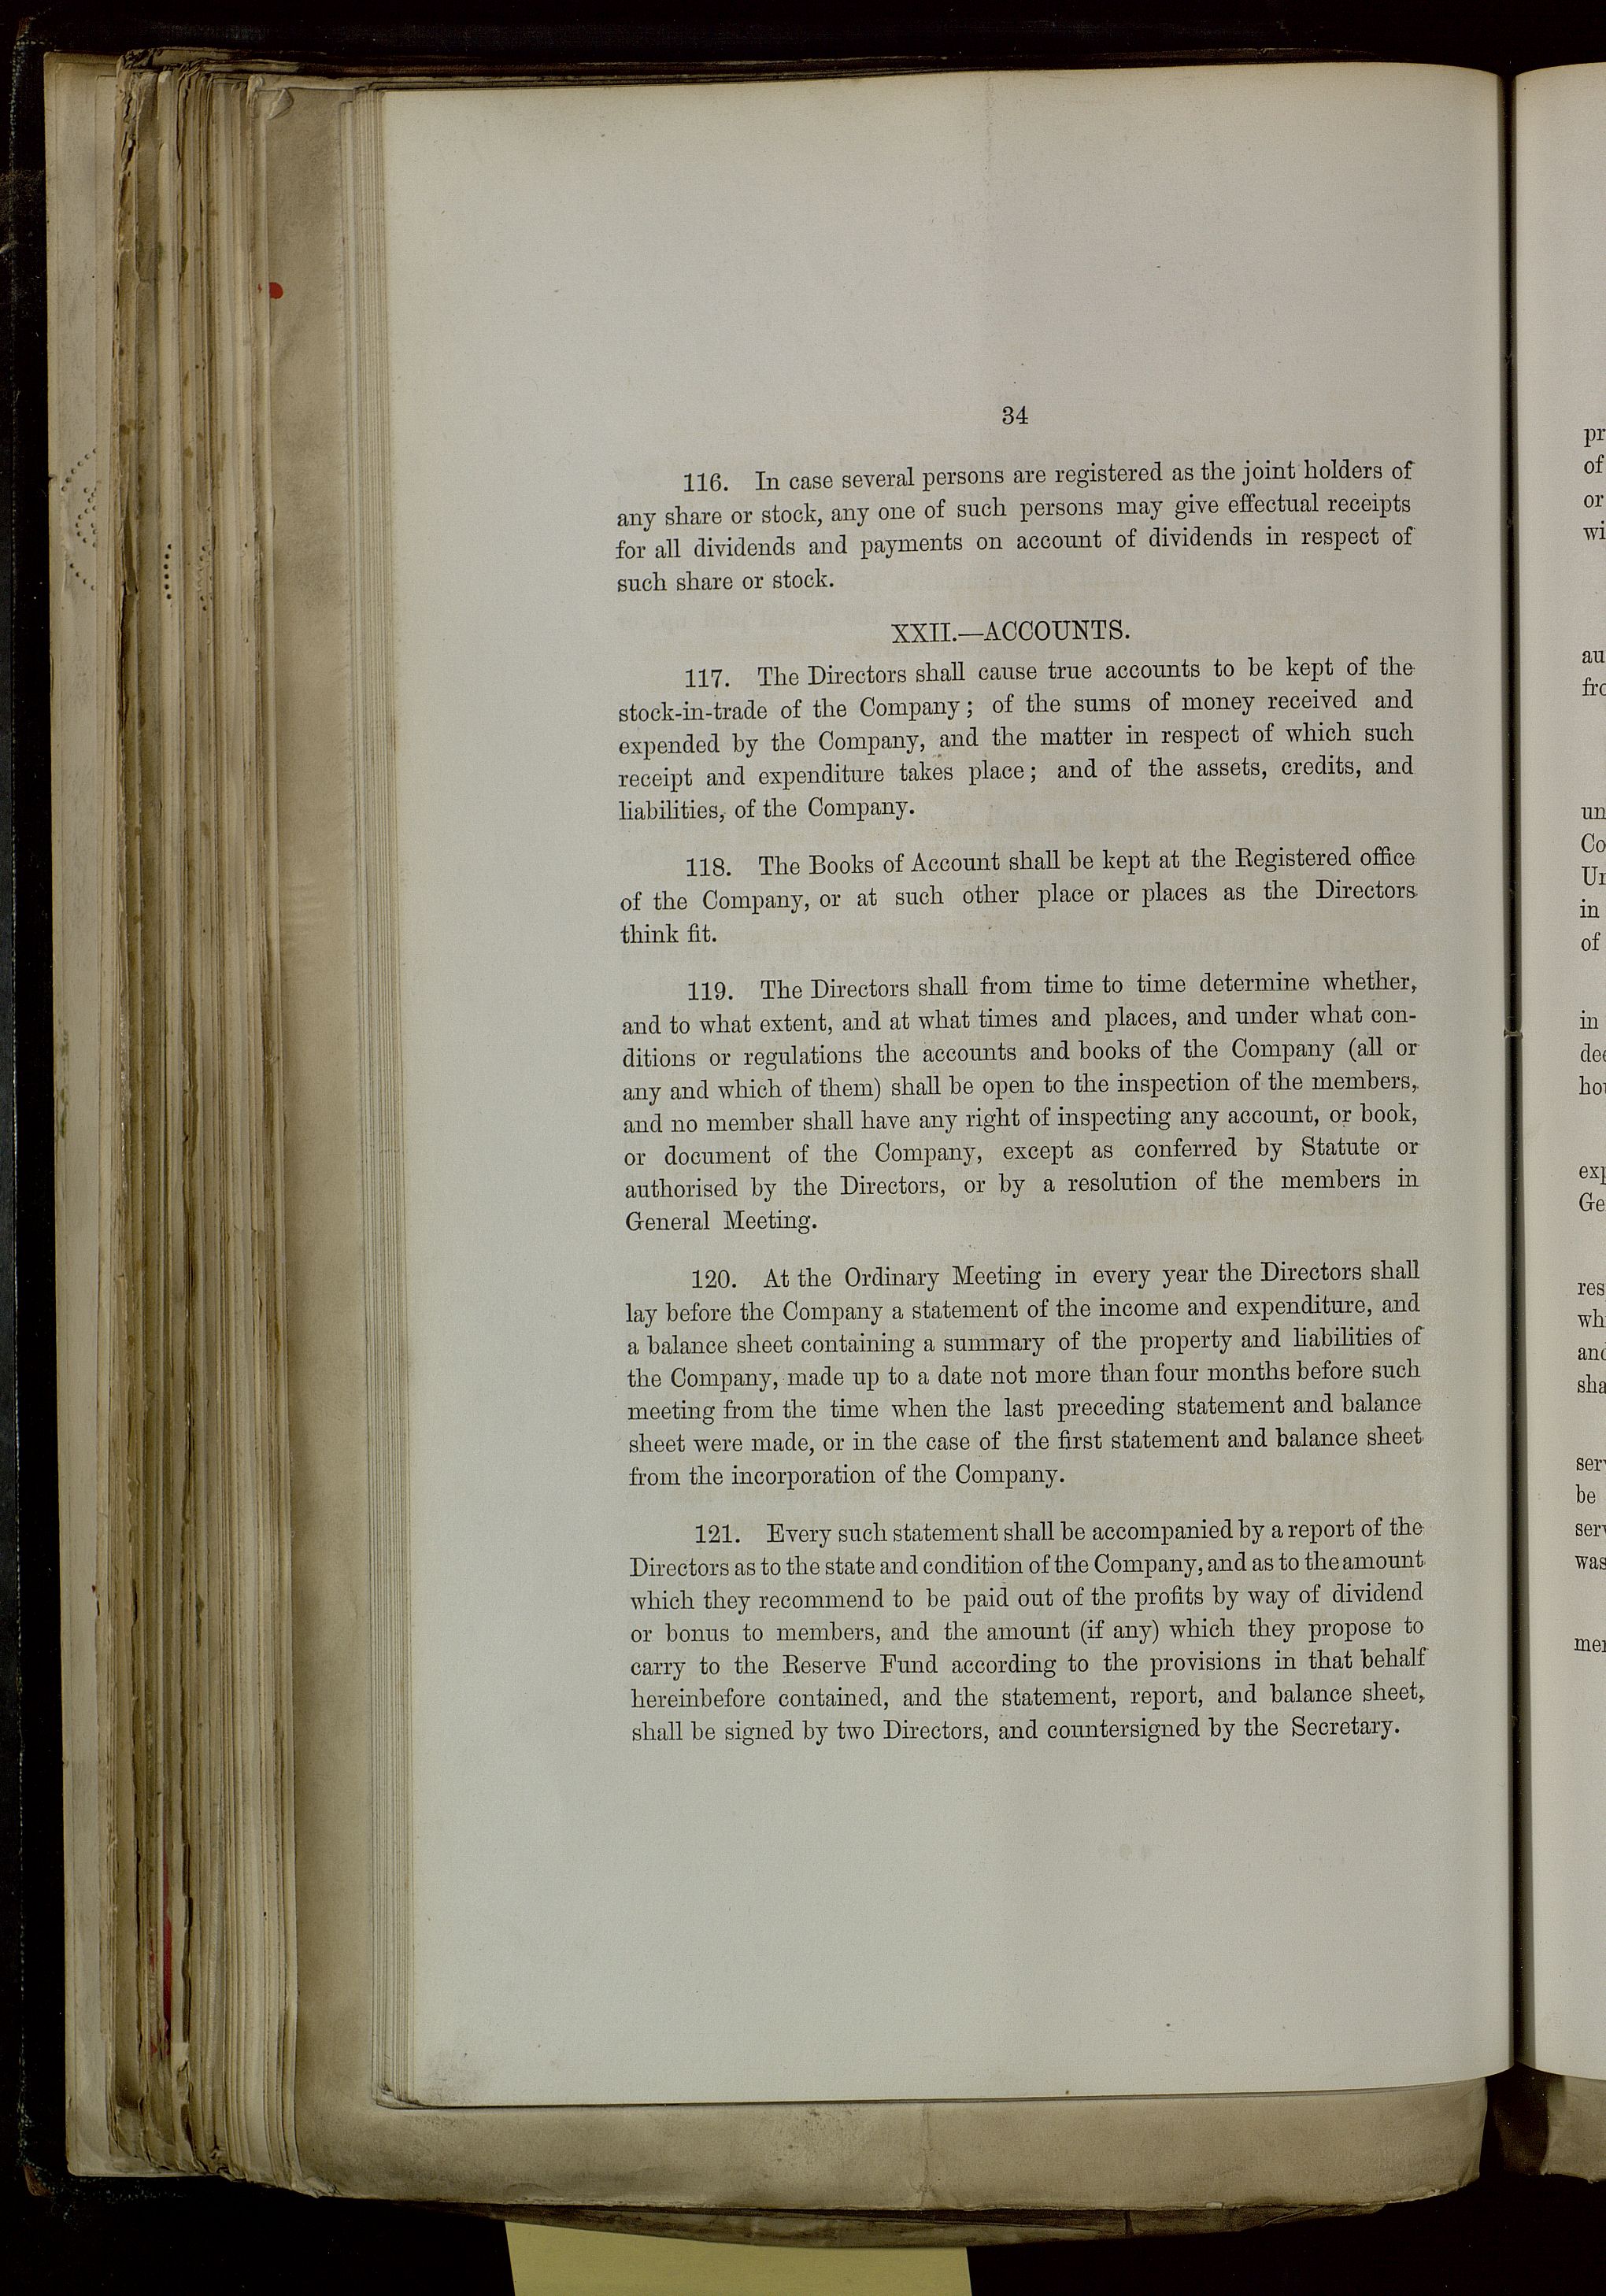 34
116. In case several persons are registered as the joint holders of
any share or stock, any one of such persons may give effectual receipts
for all dividends and payments on account of dividends in respect of
such share or stock.
XXII.—ACCOUNTS.
117. The Directors shall cause true accounts to be kept of the
stock-in-trade of the Company; of the sums of money received and
expended by the Company, and the matter in respect of which such
receipt and expenditure takes place; and of the assets, credits, and
liabilities, of the Company.
118. The Books of Account shall be kept at the Registered office
of the Company, or at such other place or places as the Directors
think fit.
119. The Directors shall from time to time determine whether,
and to what extent, and at what times and places, and under what con-
ditions or regulations the accounts and books of the Company (all or
any and which of them) shall be open to the inspection of the members,
and no member shall have any right of inspecting any account, or book,
or document of the Company, except as conferred by Statute or
authorised by the Directors, or by a resolution of the members in
General Meeting.
120. At the Ordinary Meeting in every year the Directors shall
lay before the Company a statement of the income and expenditure, and
a balance sheet containing a summary of the property and liabilities of
the Company, made up to a date not more than four months before such
meeting from the time when the last preceding statement and balance
sheet were made, or in the case of the first statement and balance sheet
from the incorporation of the Company.
121. Every such statement shall be accompanied by a report of the
Directors as to the state and condition of the Company, and as to the amount
which they recommend to be paid out of the profits by way of dividend
or bonus to members, and the amount (if any) which they propose to
carry to the Reserve Fund according to the provisions in that behalf
hereinbefore contained, and the statement, report, and balance sheet,
shall be signed by two Directors, and countersigned by the Secretary.
of
or
in
of
in
be